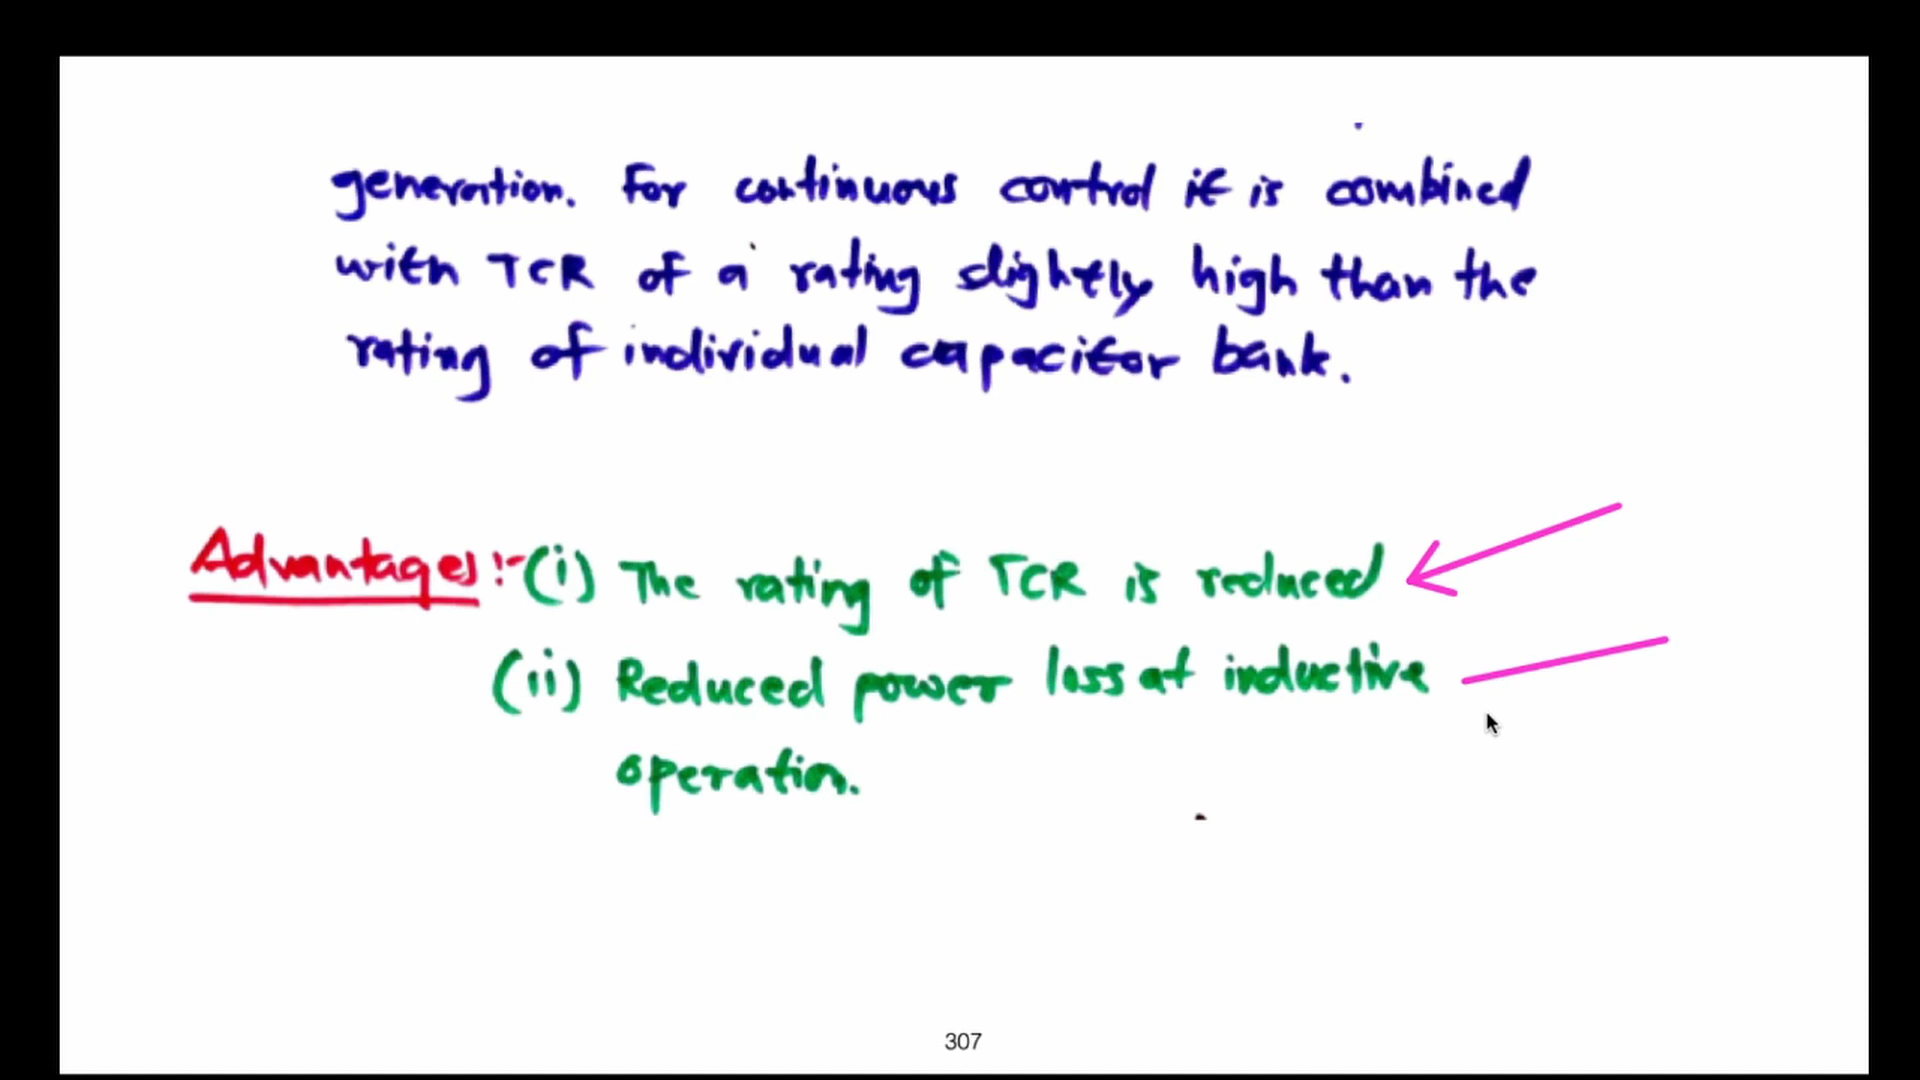 generation. For continuous control it is combined
with TCR of a rating slightly high than the
rating of individual capacitor bank.
Advantages:- (i) The rating of TCR is reduced
(ii) Reduced power loss at inductive
operation.
307